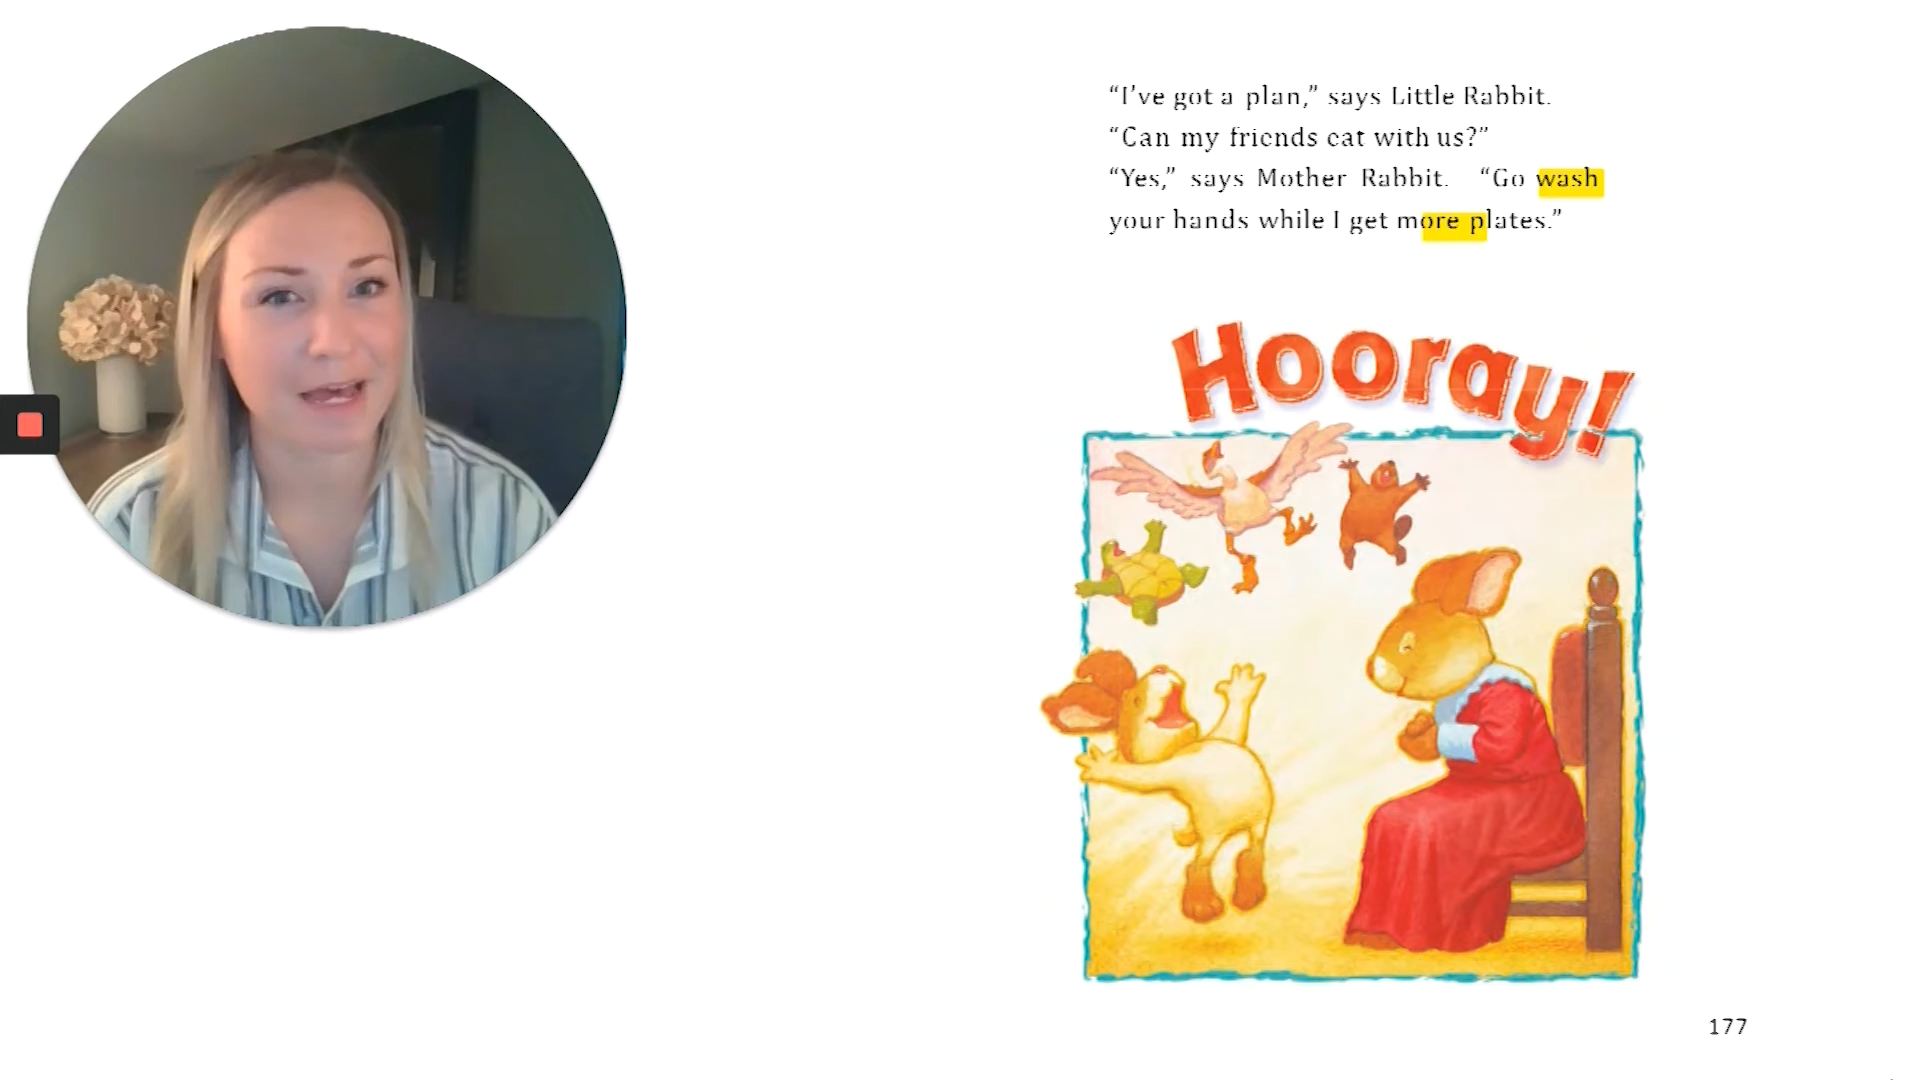 “I’ve got a plan,” says Little Rabbit.
“Can my friends eat with us?”
“Yes,” says Mother Rabbit. “Go wash
your hands while I get more plates.”
Hooray!
177